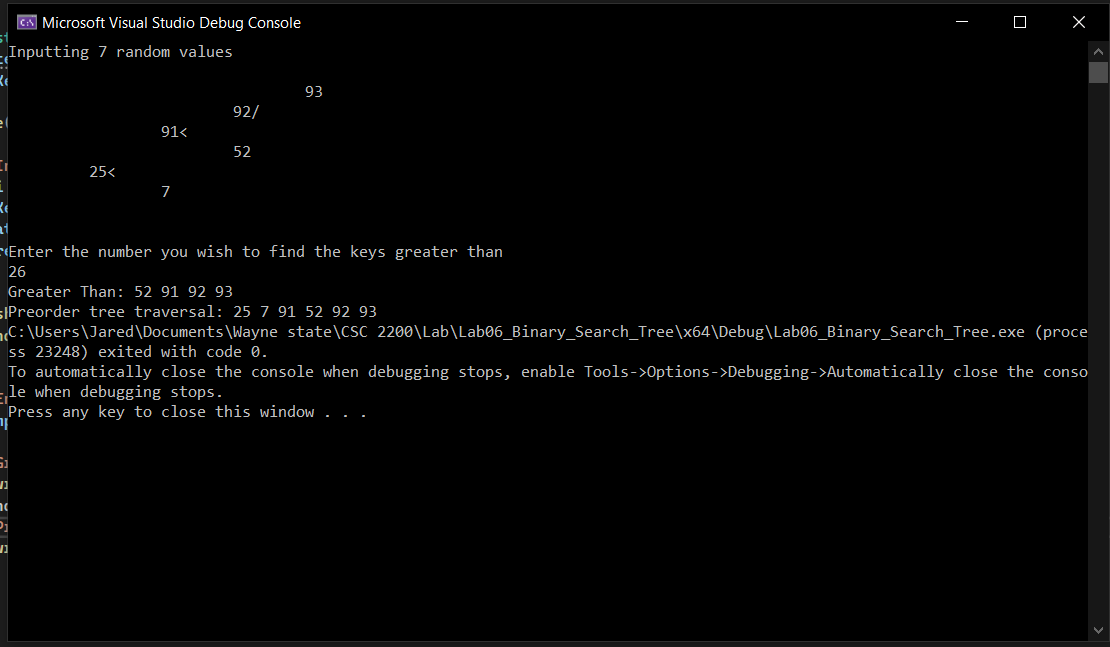 Microsoft Visual Studio Debug Console
Inputting 7 random values
93
92/
91<
52
25<
7
Enter the number you wish to find the keys greater than
26
Greater Than: 52 91 92 93
Preorder tree traversal: 25 7 91 52 92 93
C:\Users\Jared\Documents\Wayne state\CSC 2200\Lab\Lab06_Binary_Search_Tree\x64\Debug\Lab06_Binary_Search_Tree.exe (proce
ss 23248) exited with code 0.
To automatically close the console when debugging stops, enable Tools->Options->Debugging->Automatically close the conso
le when debugging stops.
Press any key to close this window . . .